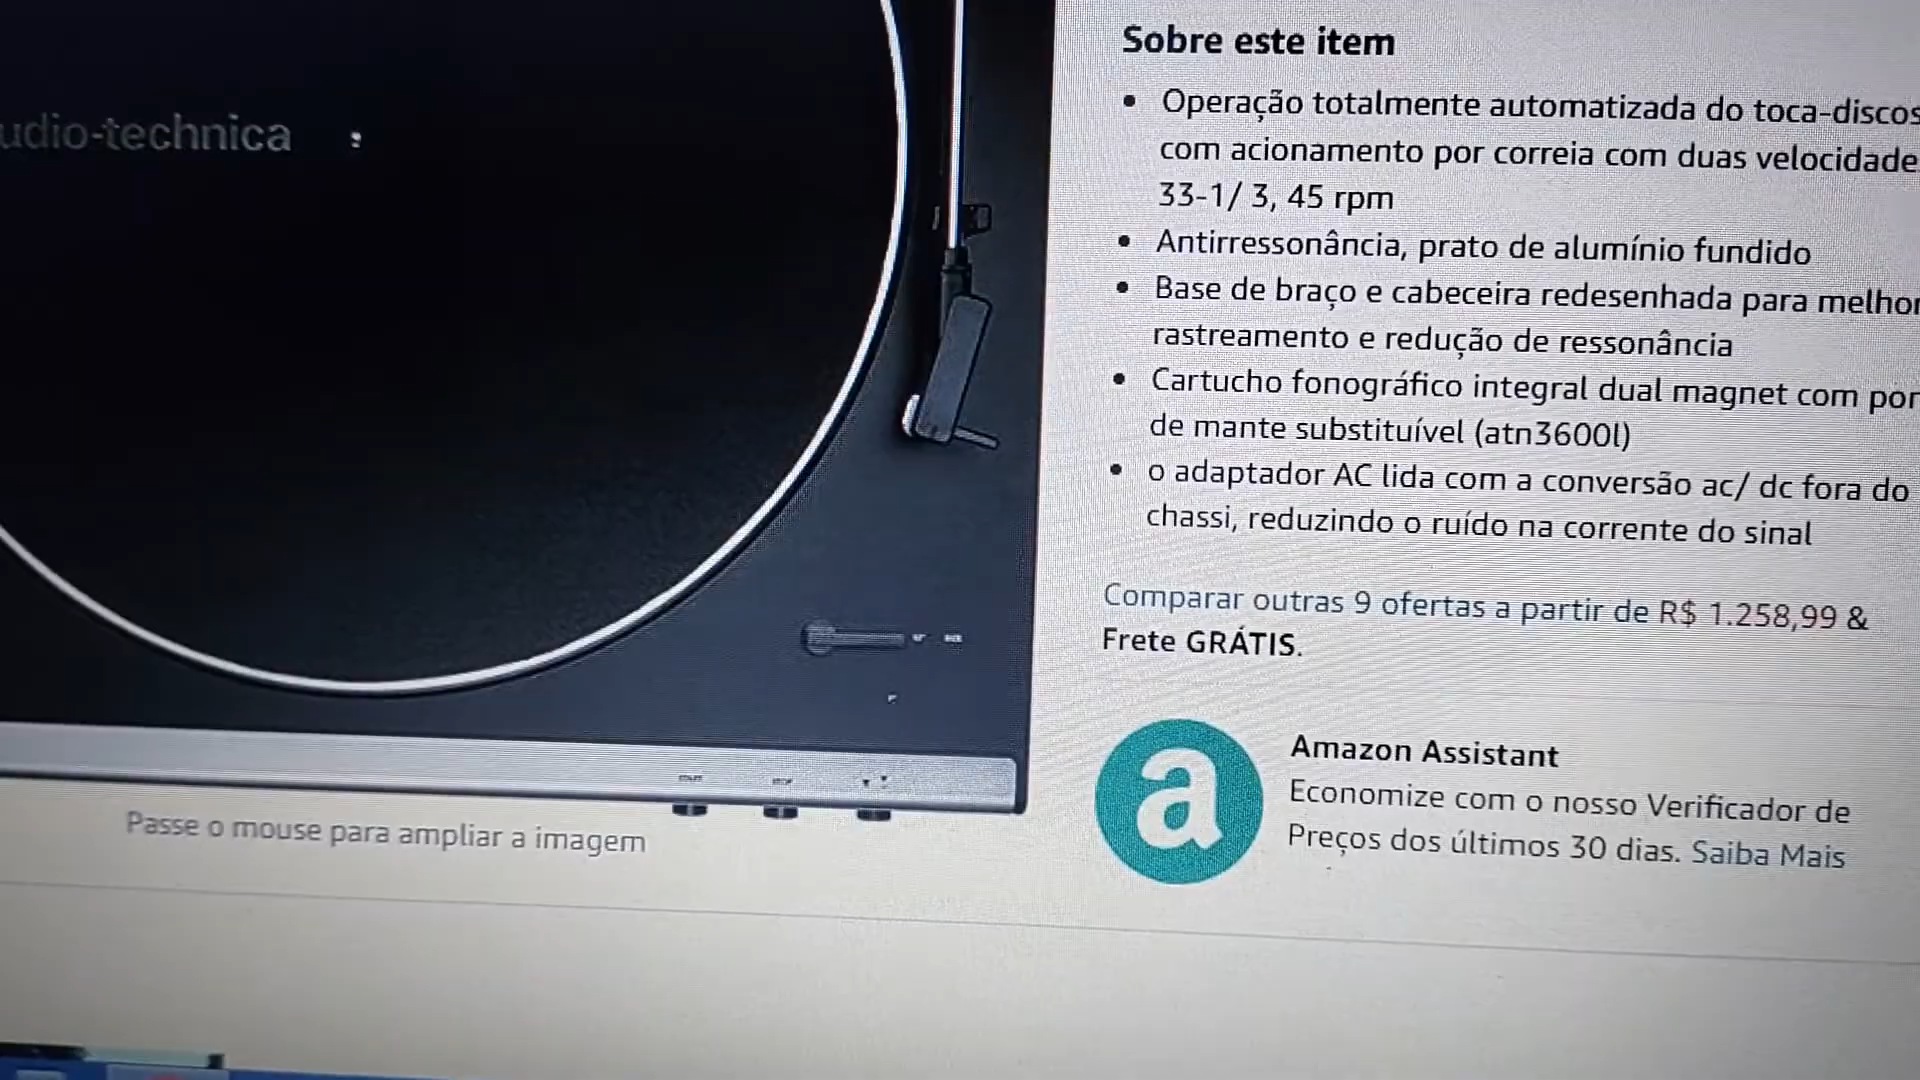 udio-technica
Sobre este item
• Operação totalmente automatizada do toca-discos
com acionamento por correia com duas velocidade
33-1/ 3, 45 rpm
• Antirressonância, prato de alumínio fundido
• Base de braço e cabeceira redesenhada para melhor
rastreamento e redução de ressonância
• Cartucho fonográfico integral dual magnet com pon
de mante substituível (atn3600l)
• o adaptador AC lida com a conversão ac/ dc fora do
chassi, reduzindo o ruído na corrente do sinal
Comparar outras 9 ofertas a partir de R$ 1.258,99 &
Frete GRÁTIS.
a
Amazon Assistant
Economize com o nosso Verificador de
Preços dos últimos 30 dias. Saiba Mais
Passe o mouse para ampliar a imagem